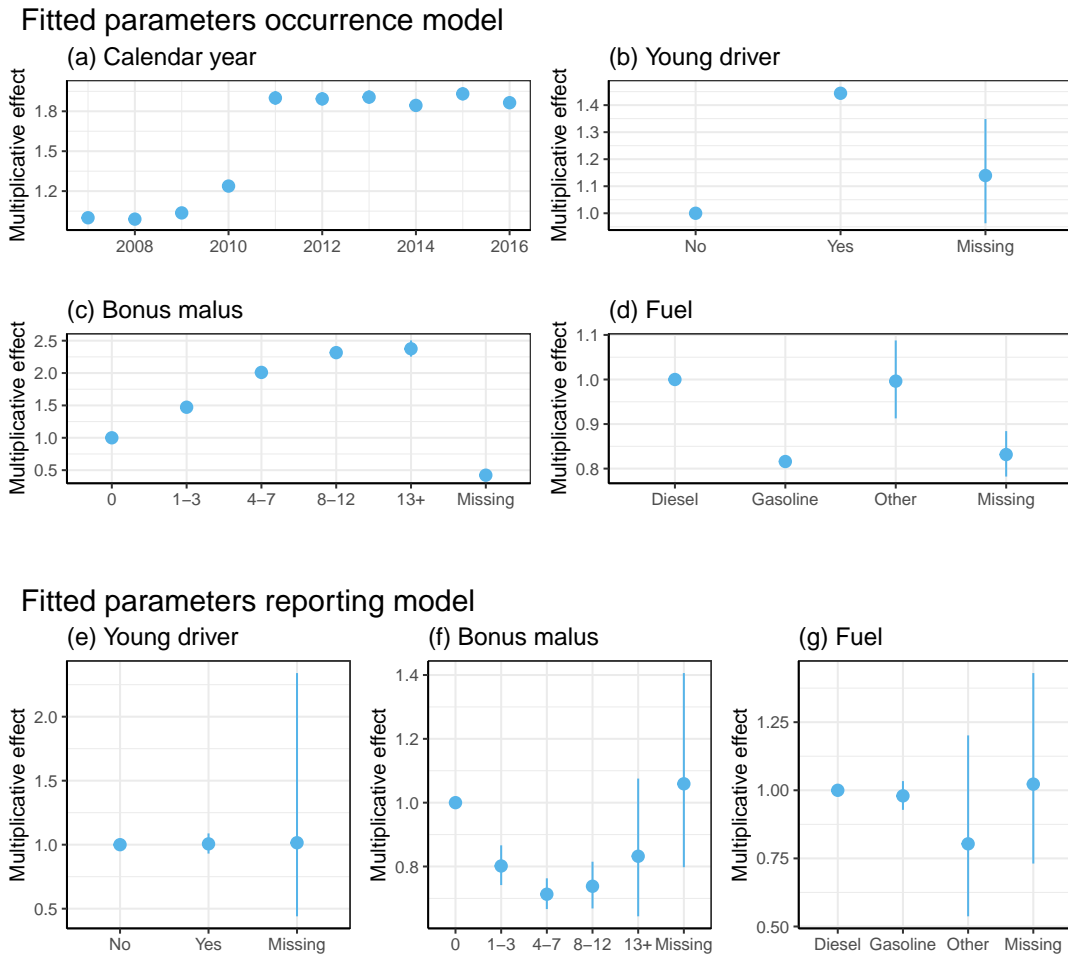 Fitted parameters occurrence model
(a) Calendar year
Multiplicative effect
1.8
1.5
1.2
2008 2010 2012 2014 2016
(b) Young driver
Multiplicative effect
1.4
1.3
1.2
1.1
1.0
No Yes Missing
(c) Bonus malus
Multiplicative effect
2.5
2.0
1.5
1.0
0.5
0 1–3 4–7 8–12 13+ Missing
(d) Fuel
Multiplicative effect
1.1
1.0
0.9
0.8
Diesel Gasoline Other Missing
Fitted parameters reporting model
(e) Young driver
Multiplicative effect
2.0
1.5
1.0
0.5
No Yes Missing
(f) Bonus malus
Multiplicative effect
1.4
1.2
1.0
0.8
0 1–3 4–7 8–12 13+ Missing
(g) Fuel
Multiplicative effect
1.25
1.00
0.75
0.50
Diesel Gasoline Other Missing